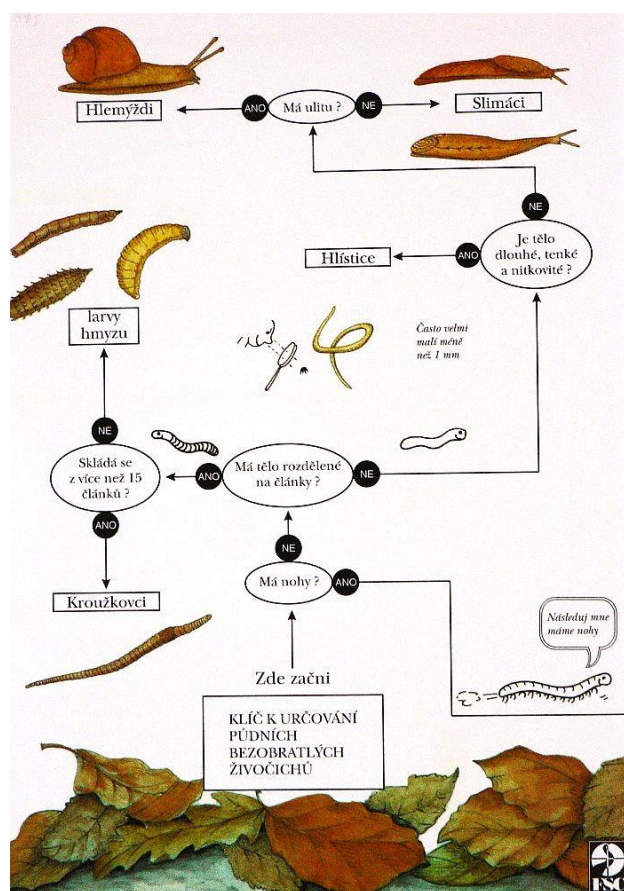 Má ulitu ?
ANO
NE
Hlemýždi
Slimáci
NE
Je tělo
dlouhé, tenké
a nitkovité ?
ANO
Hlístice
larvy
hmyzu
Často velmi
malí méně
než 1 mm
NE
Skládá se
z více než 15
článků ?
ANO
Má tělo rozdělené
na články ?
NE
ANO
Kroužkovci
NE
Má nohy ?
ANO
Následuj mne
máme nohy
Zde začni
KLÍČ K URČOVÁNÍ
PŮDNÍCH
BEZOBRATLÝCH
ŽIVOČICHŮ